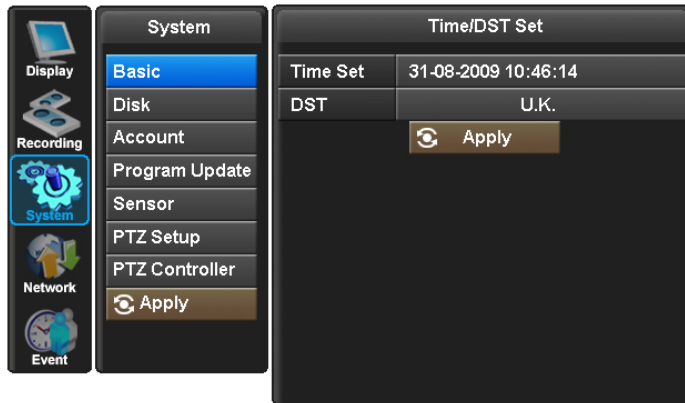 Display
Recording
System
Network
Event
System
Basic
Disk
Account
Program Update
Sensor
PTZ Setup
PTZ Controller
Apply
Time/DST Set
Time Set 31-08-2009 10:46:14
DST U.K.
Apply